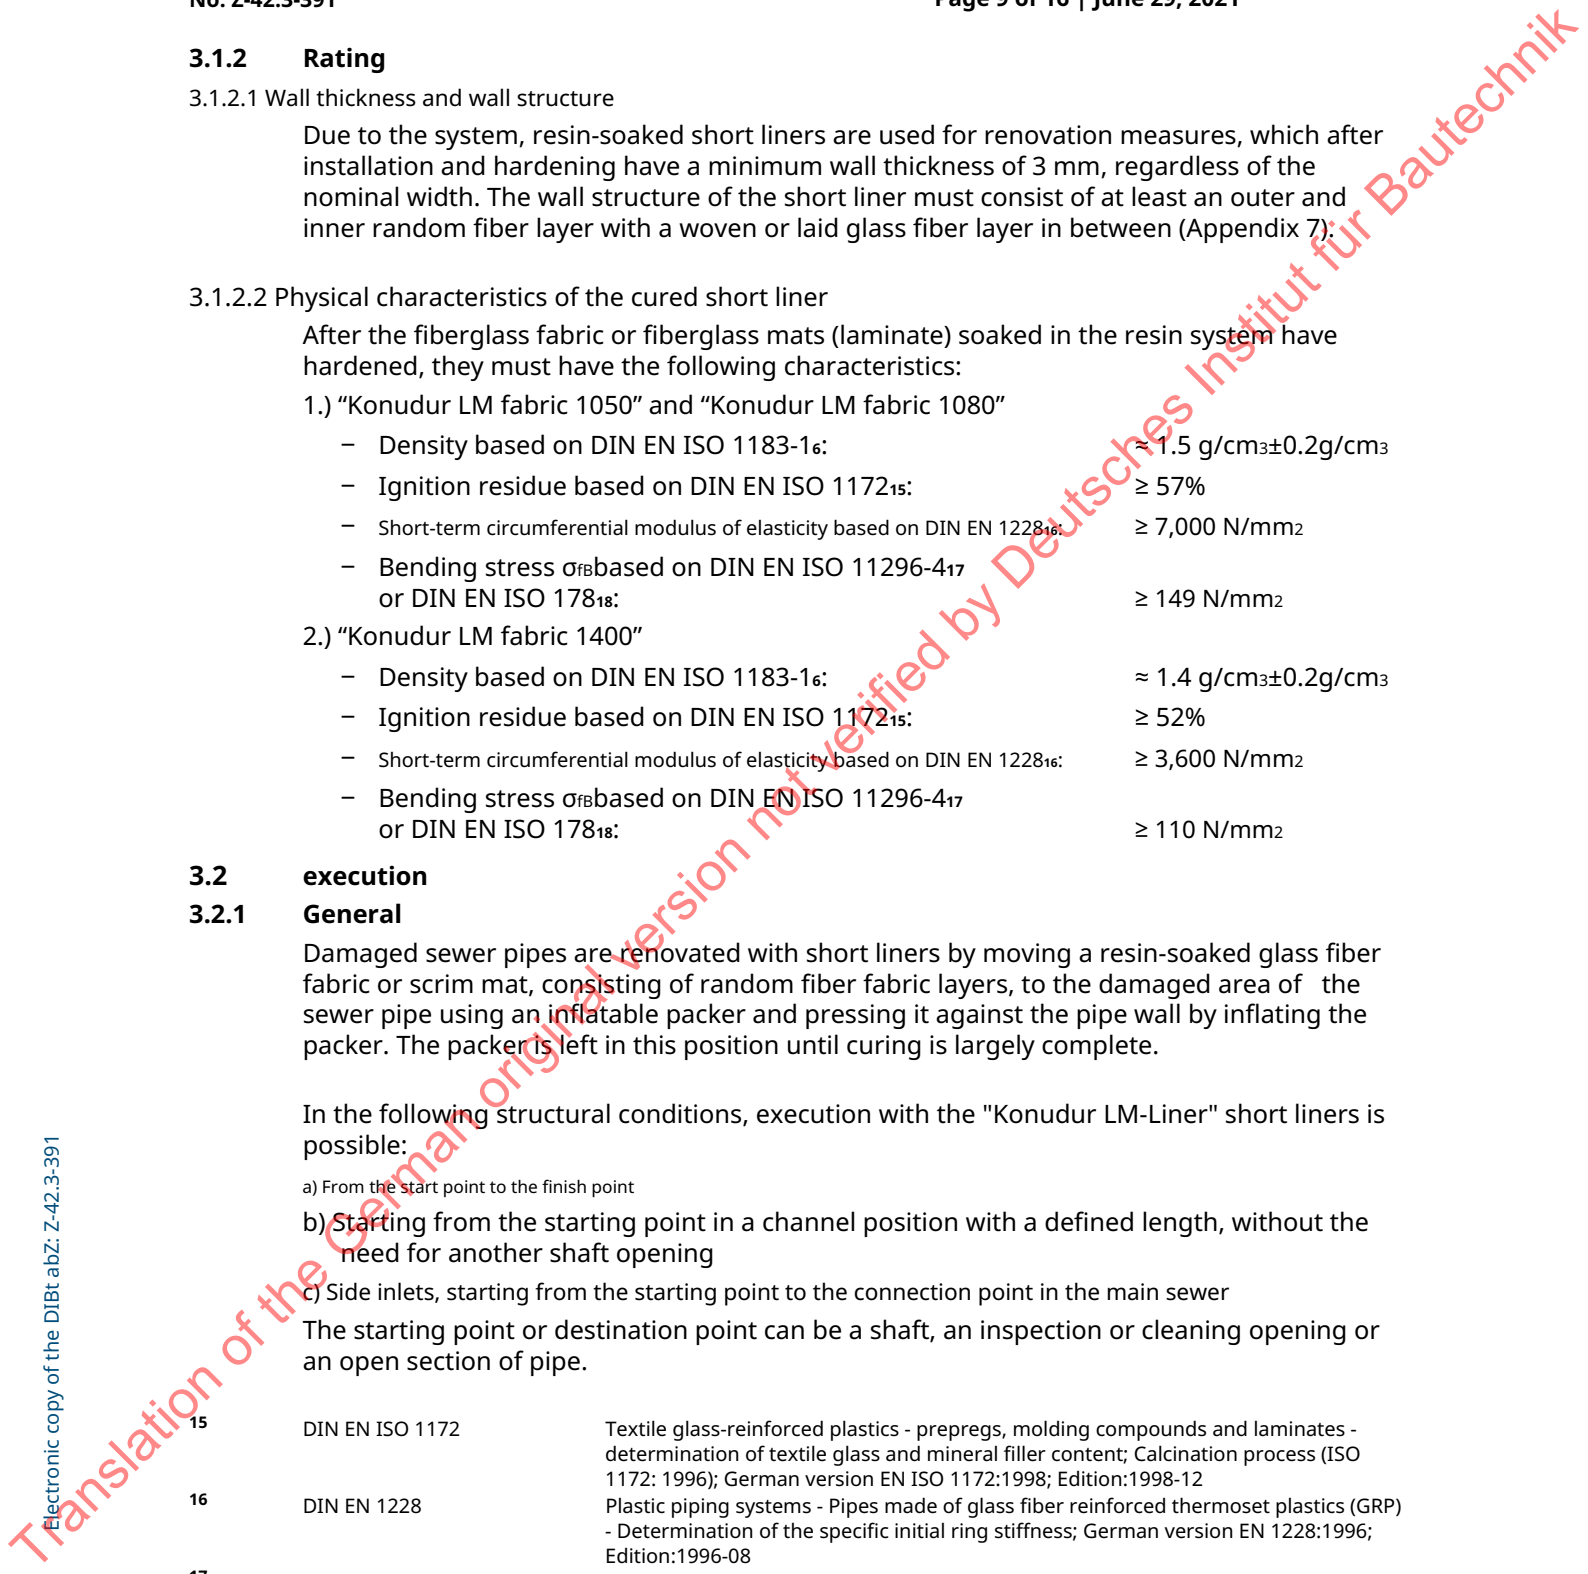 No. Z-42.3-391 Page 9 of 16 | June 29, 2021
3.1.2 Rating
3.1.2.1 Wall thickness and wall structure
Due to the system, resin-soaked short liners are used for renovation measures, which after
installation and hardening have a minimum wall thickness of 3 mm, regardless of the
nominal width. The wall structure of the short liner must consist of at least an outer and
inner random fiber layer with a woven or laid glass fiber layer in between (Appendix 7).
3.1.2.2 Physical characteristics of the cured short liner
After the fiberglass fabric or fiberglass mats (laminate) soaked in the resin system have
hardened, they must have the following characteristics:
1.) “Konudur LM fabric 1050” and “Konudur LM fabric 1080”
− Density based on DIN EN ISO 1183-16: ≈ 1.5 g/cm3±0.2g/cm3
− Ignition residue based on DIN EN ISO 117215: ≥ 57%
− Short-term circumferential modulus of elasticity based on DIN EN 122816: ≥ 7,000 N/mm2
− Bending stress σfBbased on DIN EN ISO 11296-417
or DIN EN ISO 17818: ≥ 149 N/mm2
2.) “Konudur LM fabric 1400”
− Density based on DIN EN ISO 1183-16: ≈ 1.4 g/cm3±0.2g/cm3
− Ignition residue based on DIN EN ISO 117215: ≥ 52%
− Short-term circumferential modulus of elasticity based on DIN EN 122816: ≥ 3,600 N/mm2
− Bending stress σfBbased on DIN EN ISO 11296-417
or DIN EN ISO 17818: ≥ 110 N/mm2
3.2 execution
3.2.1 General
Damaged sewer pipes are renovated with short liners by moving a resin-soaked glass fiber
fabric or scrim mat, consisting of random fiber fabric layers, to the damaged area of the
sewer pipe using an inflatable packer and pressing it against the pipe wall by inflating the
packer. The packer is left in this position until curing is largely complete.
In the following structural conditions, execution with the "Konudur LM-Liner" short liners is
possible:
a) From the start point to the finish point
b) Starting from the starting point in a channel position with a defined length, without the
need for another shaft opening
c) Side inlets, starting from the starting point to the connection point in the main sewer
The starting point or destination point can be a shaft, an inspection or cleaning opening or
an open section of pipe.
15 DIN EN ISO 1172 Textile glass-reinforced plastics - prepregs, molding compounds and laminates -
determination of textile glass and mineral filler content; Calcination process (ISO
1172: 1996); German version EN ISO 1172:1998; Edition:1998-12
16 DIN EN 1228 Plastic piping systems - Pipes made of glass fiber reinforced thermoset plastics (GRP)
- Determination of the specific initial ring stiffness; German version EN 1228:1996;
Edition:1996-08
17
Electronic copy of the DIBt abZ: Z-42.3-391
Translation of the German original version not verified by Deutsches Institut für Bautechnik